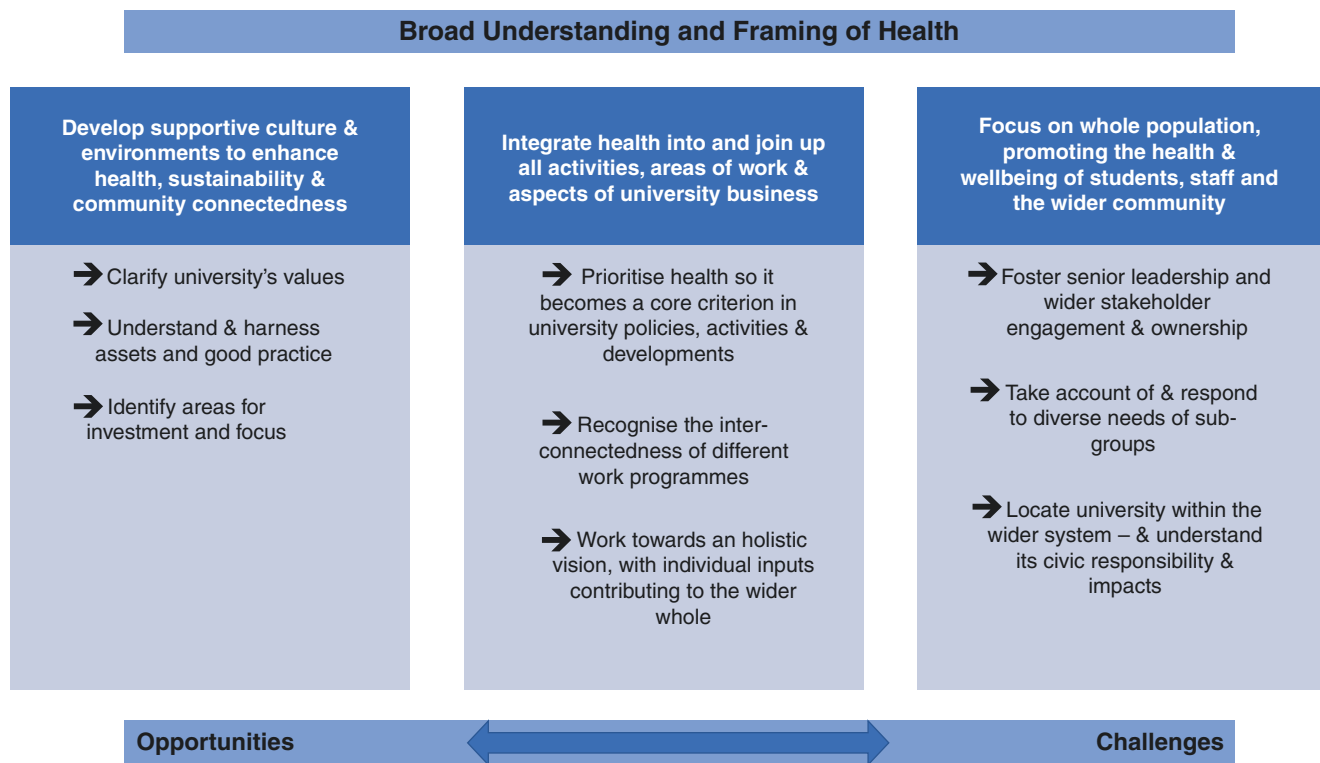 Broad Understanding and Framing of Health
Develop supportive culture &
environments to enhance
health, sustainability &
community connectedness
➔ Clarify university's values
➔ Understand & harness
assets and good practice
➔ Identify areas for
investment and focus
Integrate health into and join up
all activities, areas of work &
aspects of university business
➔ Prioritise health so it
becomes a core criterion in
university policies, activities &
developments
➔ Recognise the inter-
connectedness of different
work programmes
➔ Work towards an holistic
vision, with individual inputs
contributing to the wider
whole
Focus on whole population,
promoting the health &
wellbeing of students, staff and
the wider community
➔ Foster senior leadership and
wider stakeholder
engagement & ownership
➔ Take account of & respond
to diverse needs of sub-
groups
➔ Locate university within the
wider system – & understand
its civic responsibility &
impacts
Opportunities
Challenges